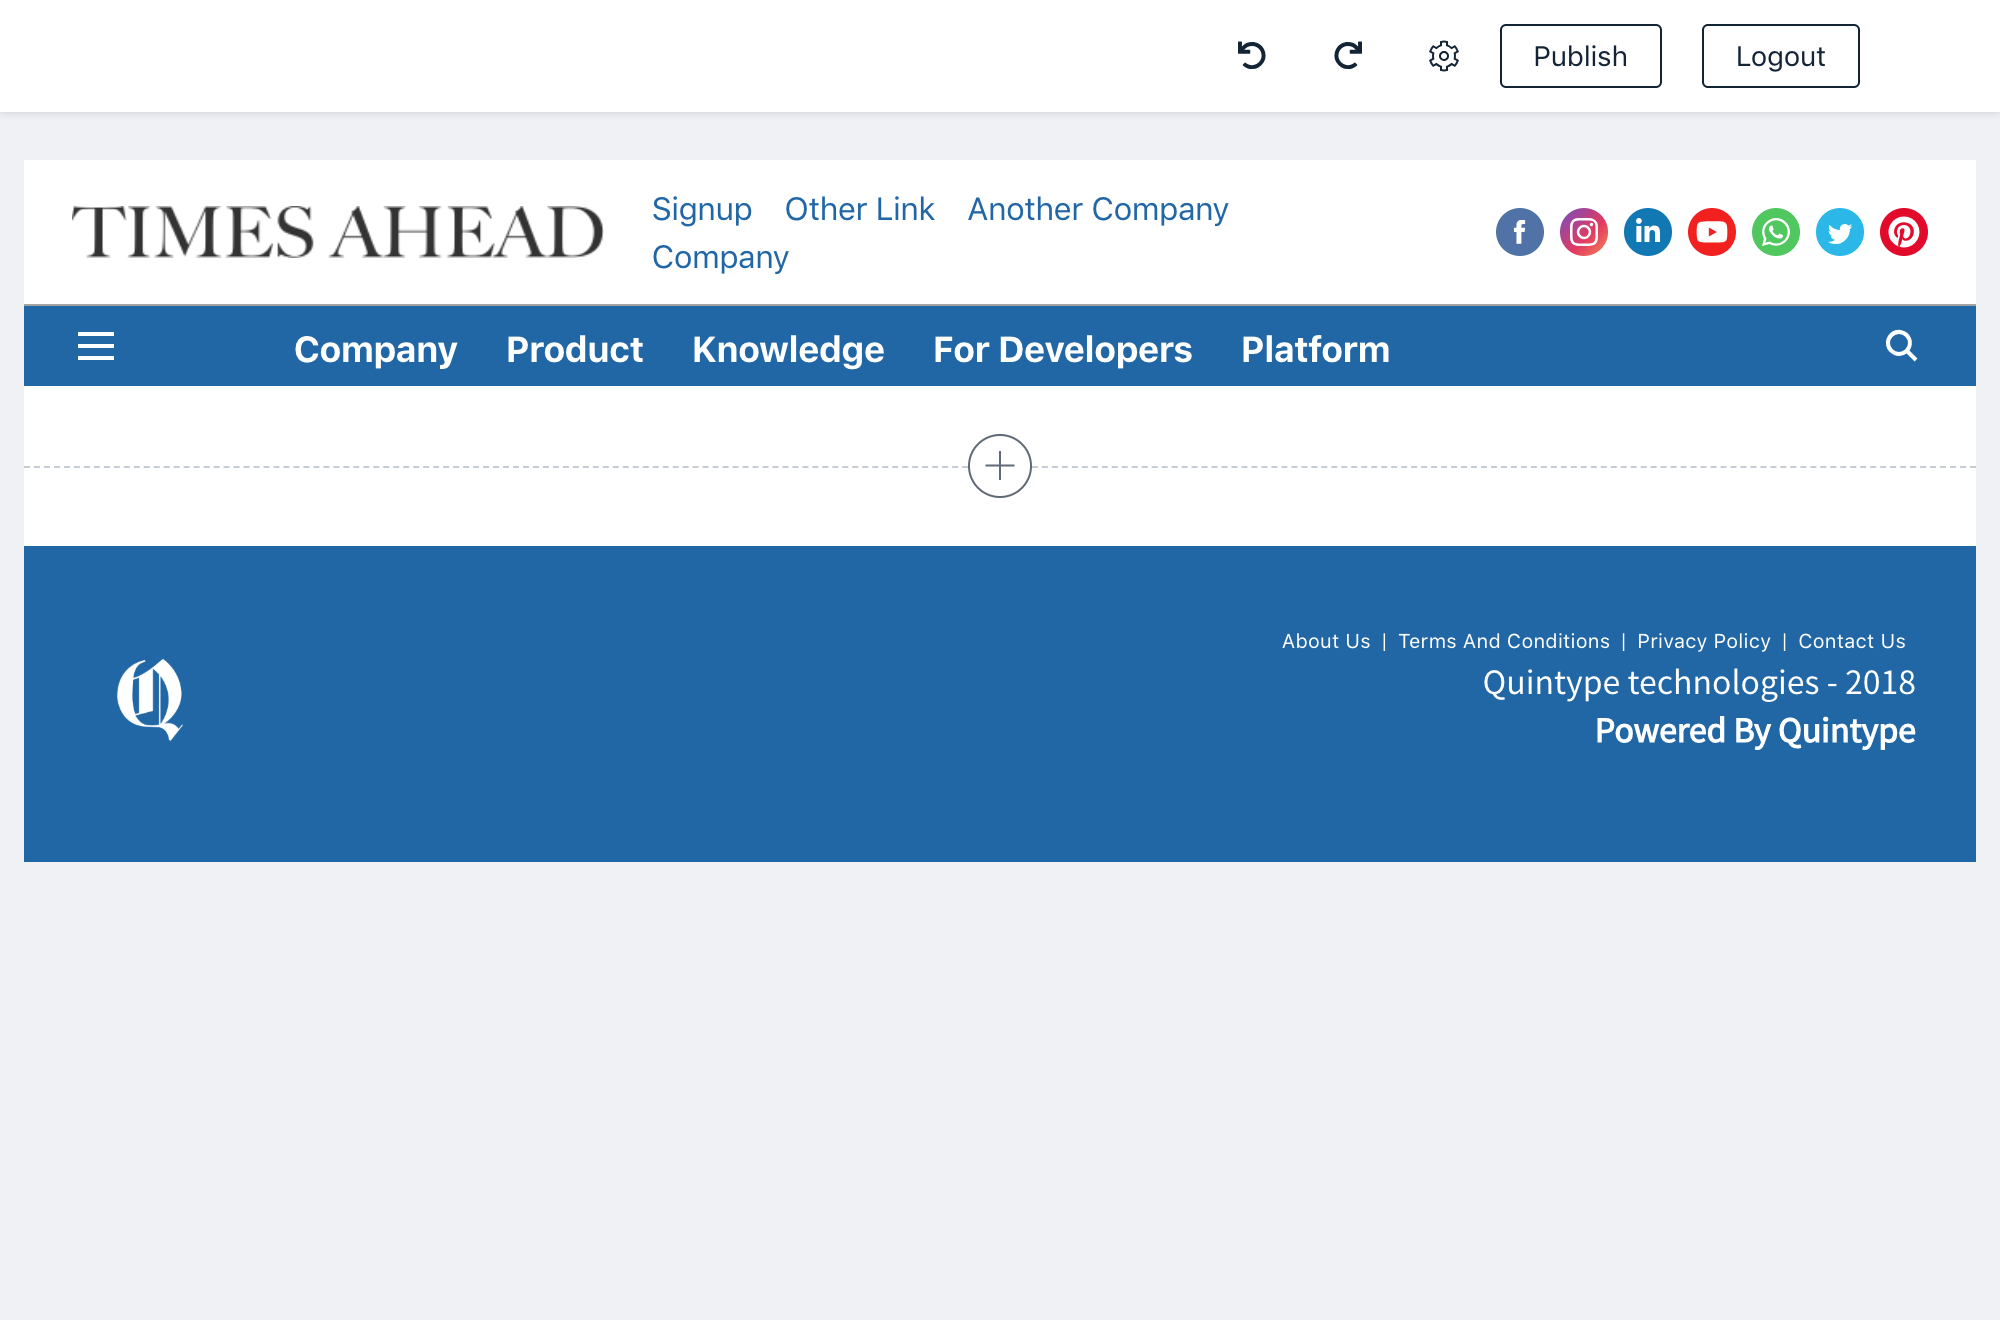 Publish Logout
TIMES AHEAD
Signup Other Link Another Company
Company
Company Product Knowledge For Developers Platform
About Us | Terms And Conditions | Privacy Policy | Contact Us
Quintype technologies - 2018
Powered By Quintype
Q